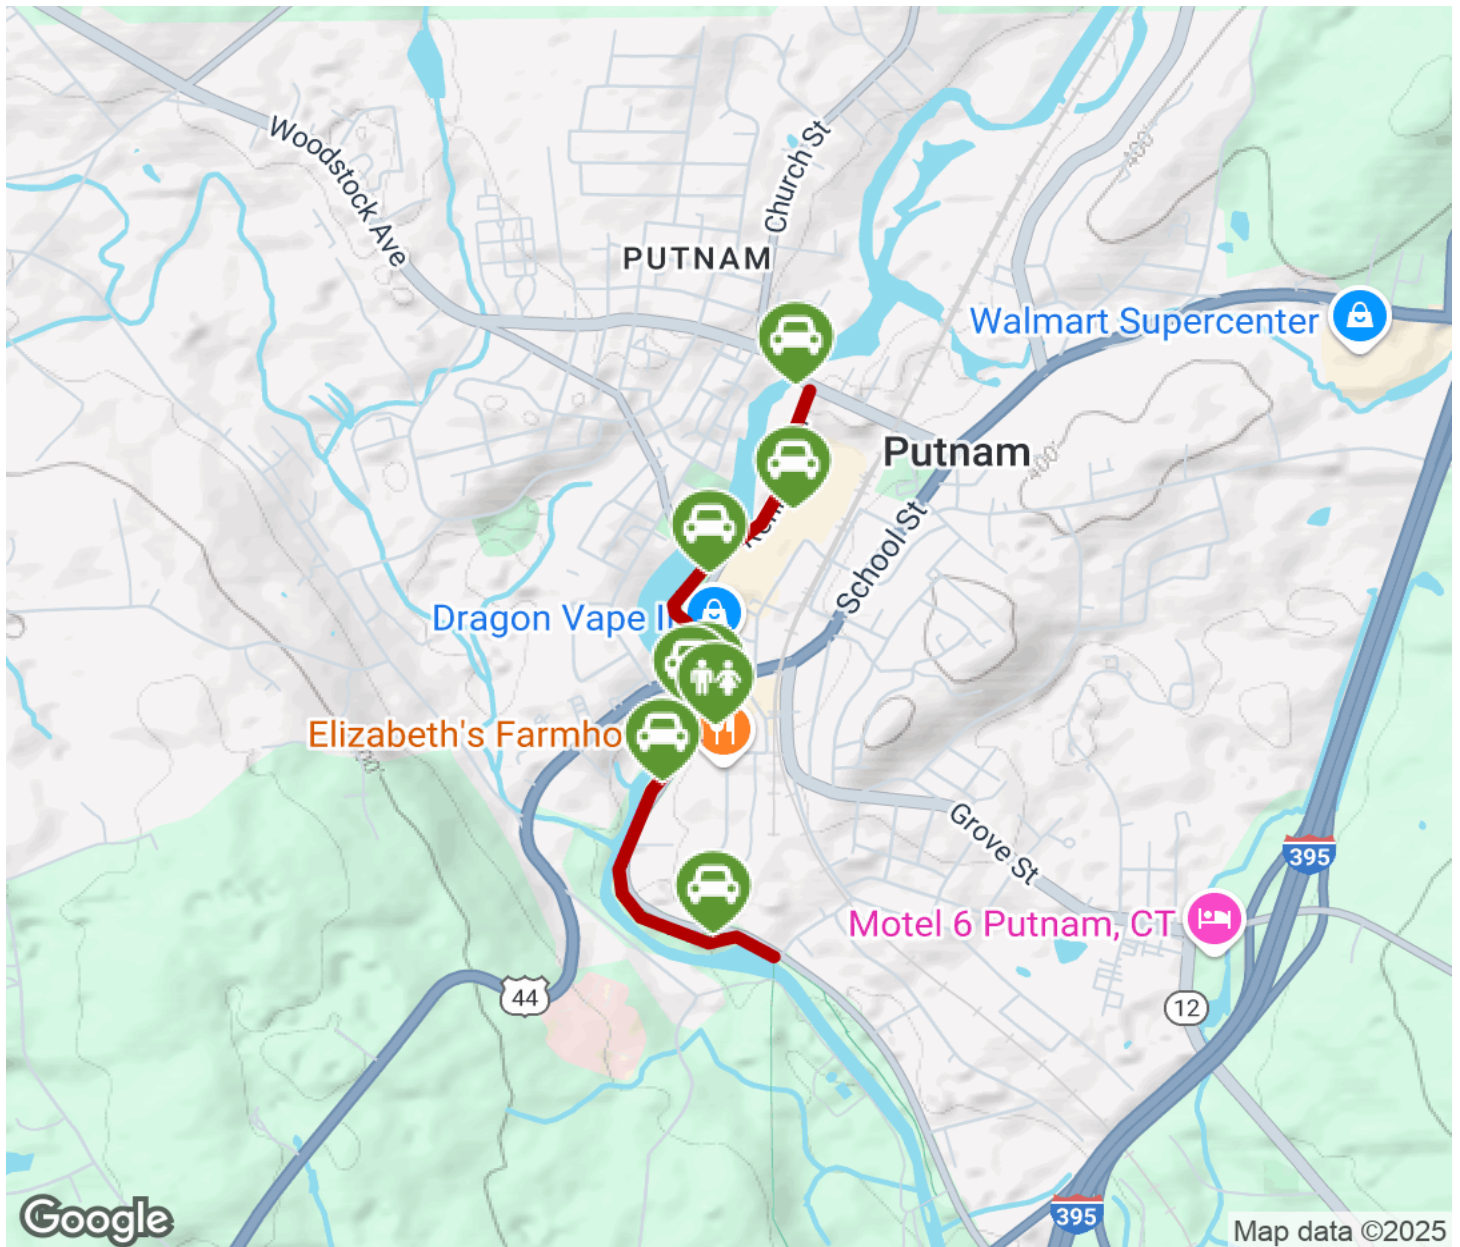 Woodstock Ave
Church St
400'
PUTNAM
Walmart Supercenter
Putnam
400'
School St
Dragon Vape
Elizabeth's Farmho
Grove St
395
Motel 6 Putnam, CT
44
12
395
Google
Map data ©2025